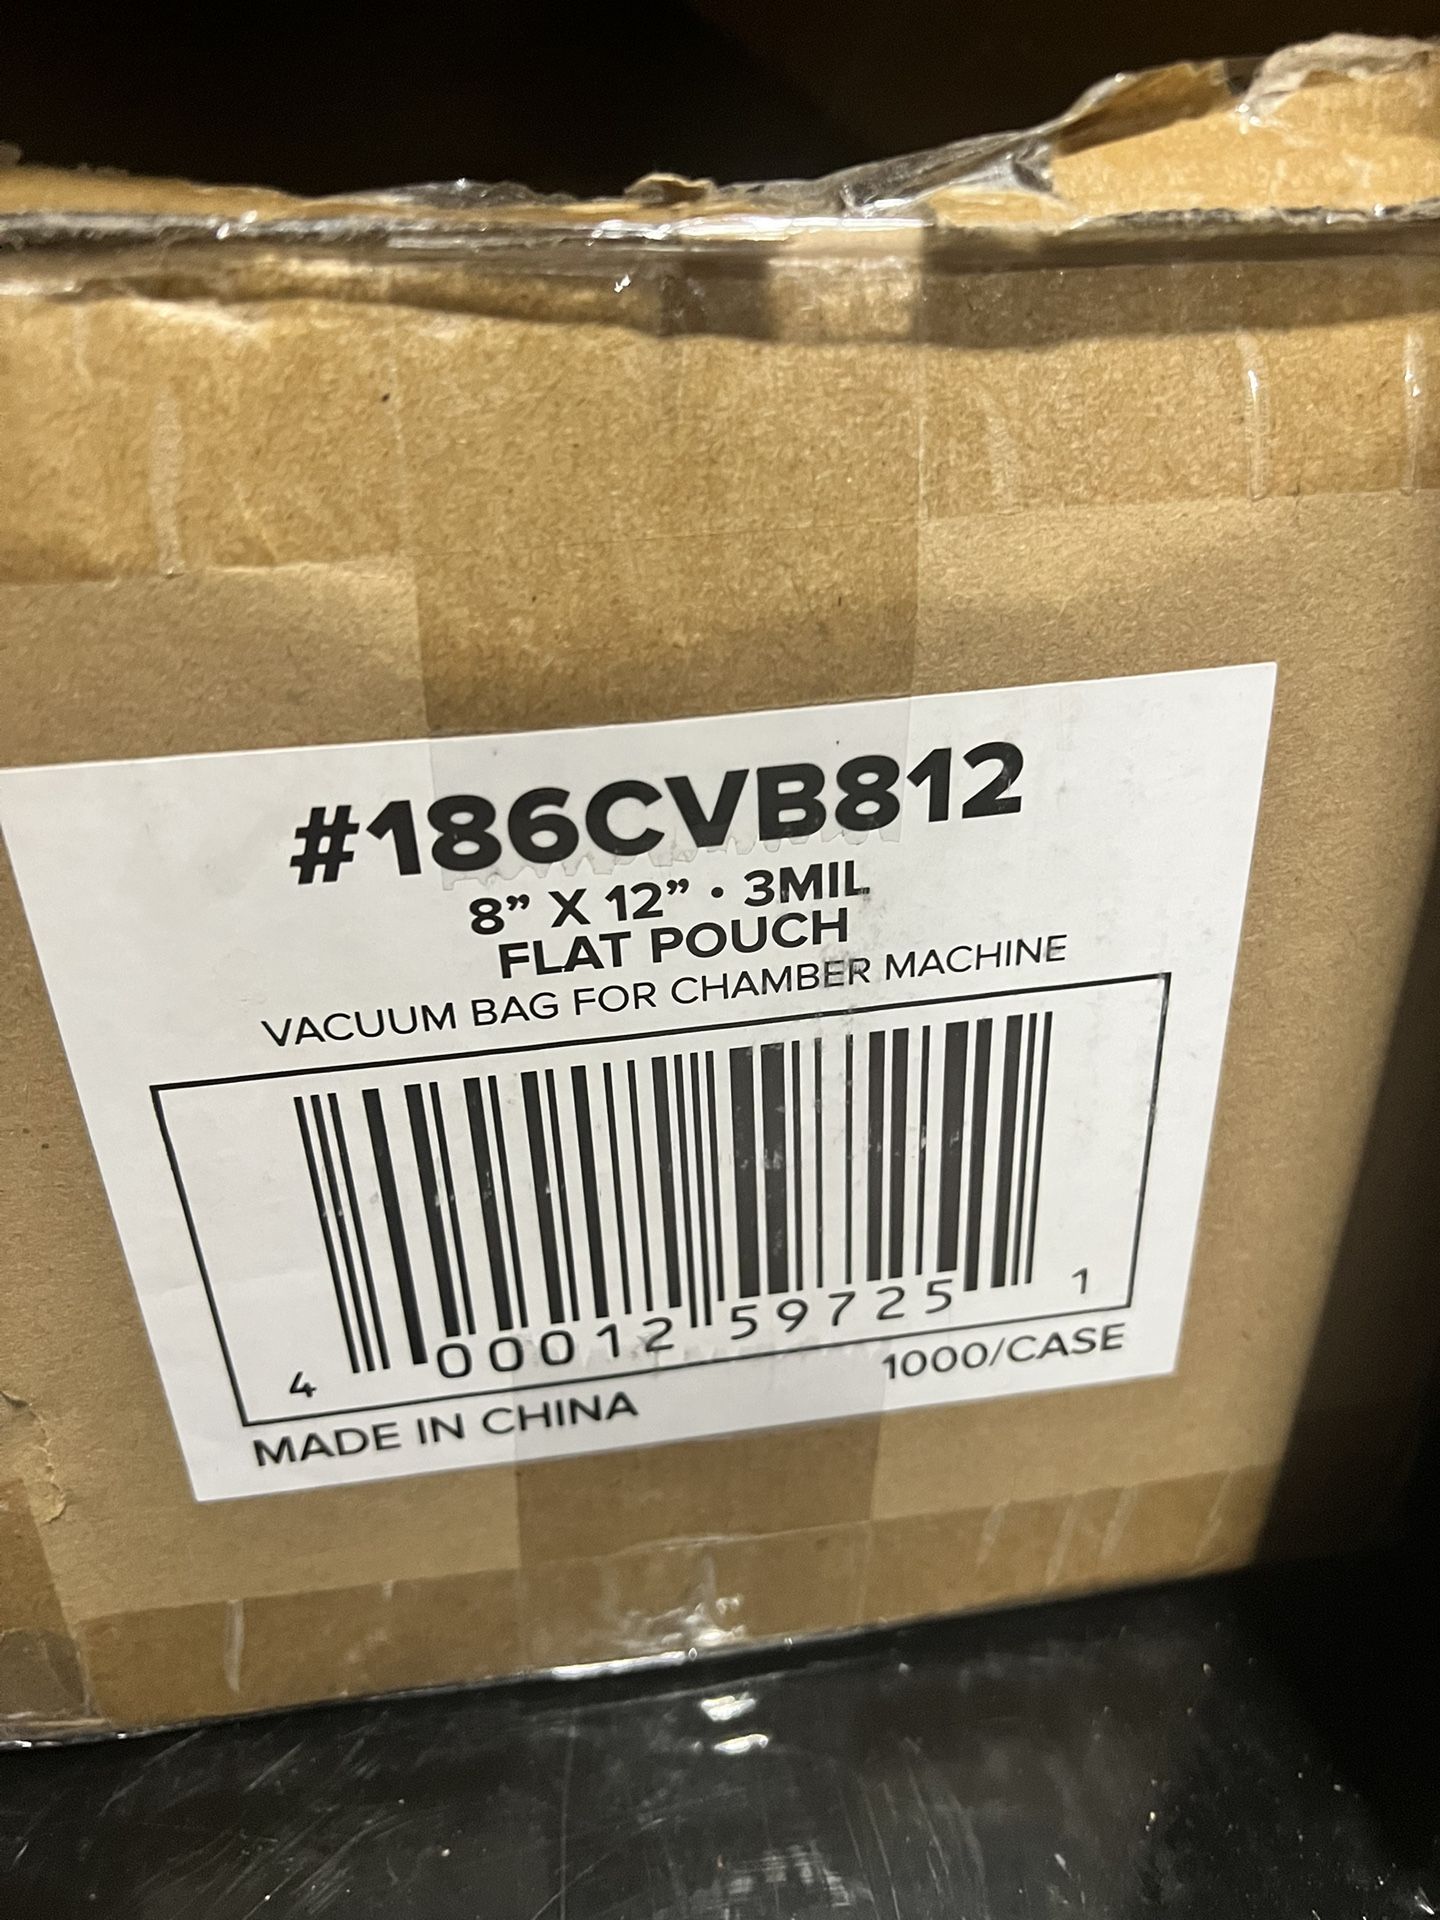 #186CVB812
8” X 12” • 3MIL
FLAT POUCH
VACUUM BAG FOR CHAMBER MACHINE
4 00012 59725 1
MADE IN CHINA 1000/CASE